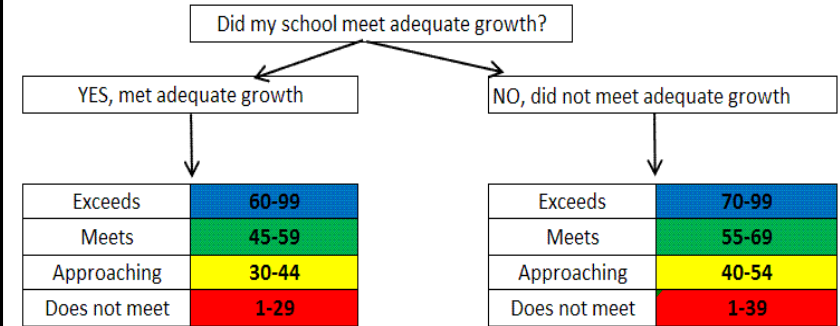 Did my school meet adequate growth?
YES, met adequate growth
NO, did not meet adequate growth
Exceeds 60-99
Meets 45-59
Approaching 30-44
Does not meet 1-29
Exceeds 70-99
Meets 55-69
Approaching 40-54
Does not meet 1-39